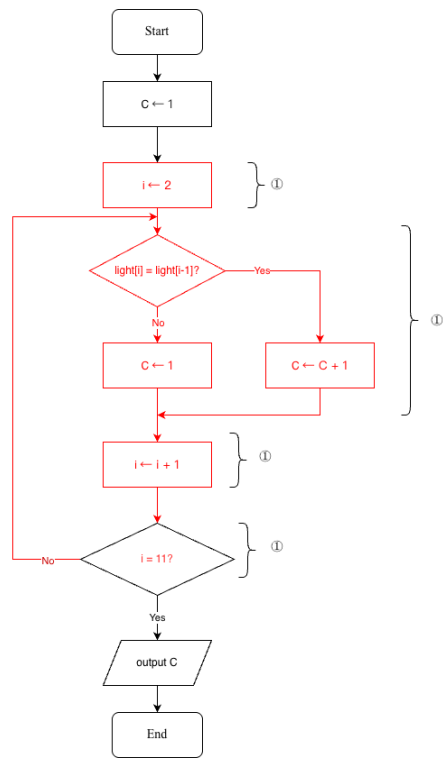 Start
C ← 1
i ← 2
①
light[i] = light[i-1]?
Yes
①
No
C ← 1
C ← C + 1
i ← i + 1
①
i = 11?
①
No
Yes
output C
End